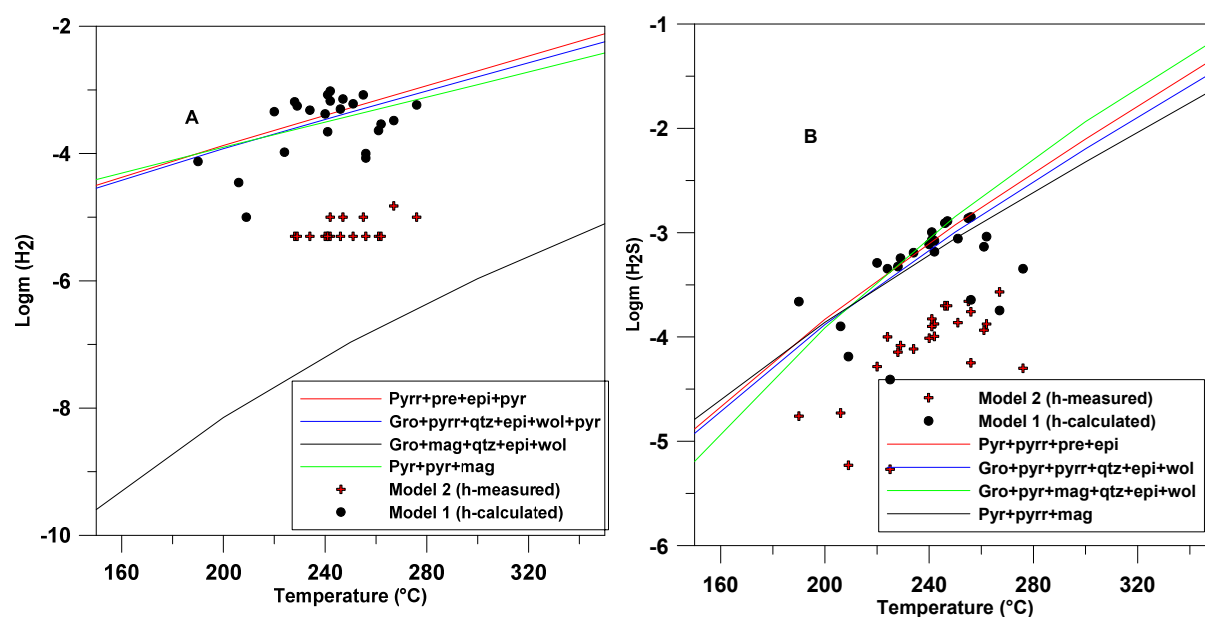 A
-2
-4
-6
-8
-10
Logm (H2)
160
200
240
280
320
Temperature (°C)
Pyrr+pre+epi+pyr
Gro+pyrr+qtz+epi+wol+pyr
Gro+mag+qtz+epi+wol
Pyr+pyr+mag
Model 2 (h-measured)
Model 1 (h-calculated)
B
-1
-2
-3
-4
-5
-6
Logm (H2S)
160
200
240
280
320
Temperature (°C)
Model 2 (h-measured)
Model 1 (h-calculated)
Pyr+pyrr+pre+epi
Gro+pyr+pyrr+qtz+epi+wol
Gro+pyr+mag+qtz+epi+wol
Pyr+pyrr+mag